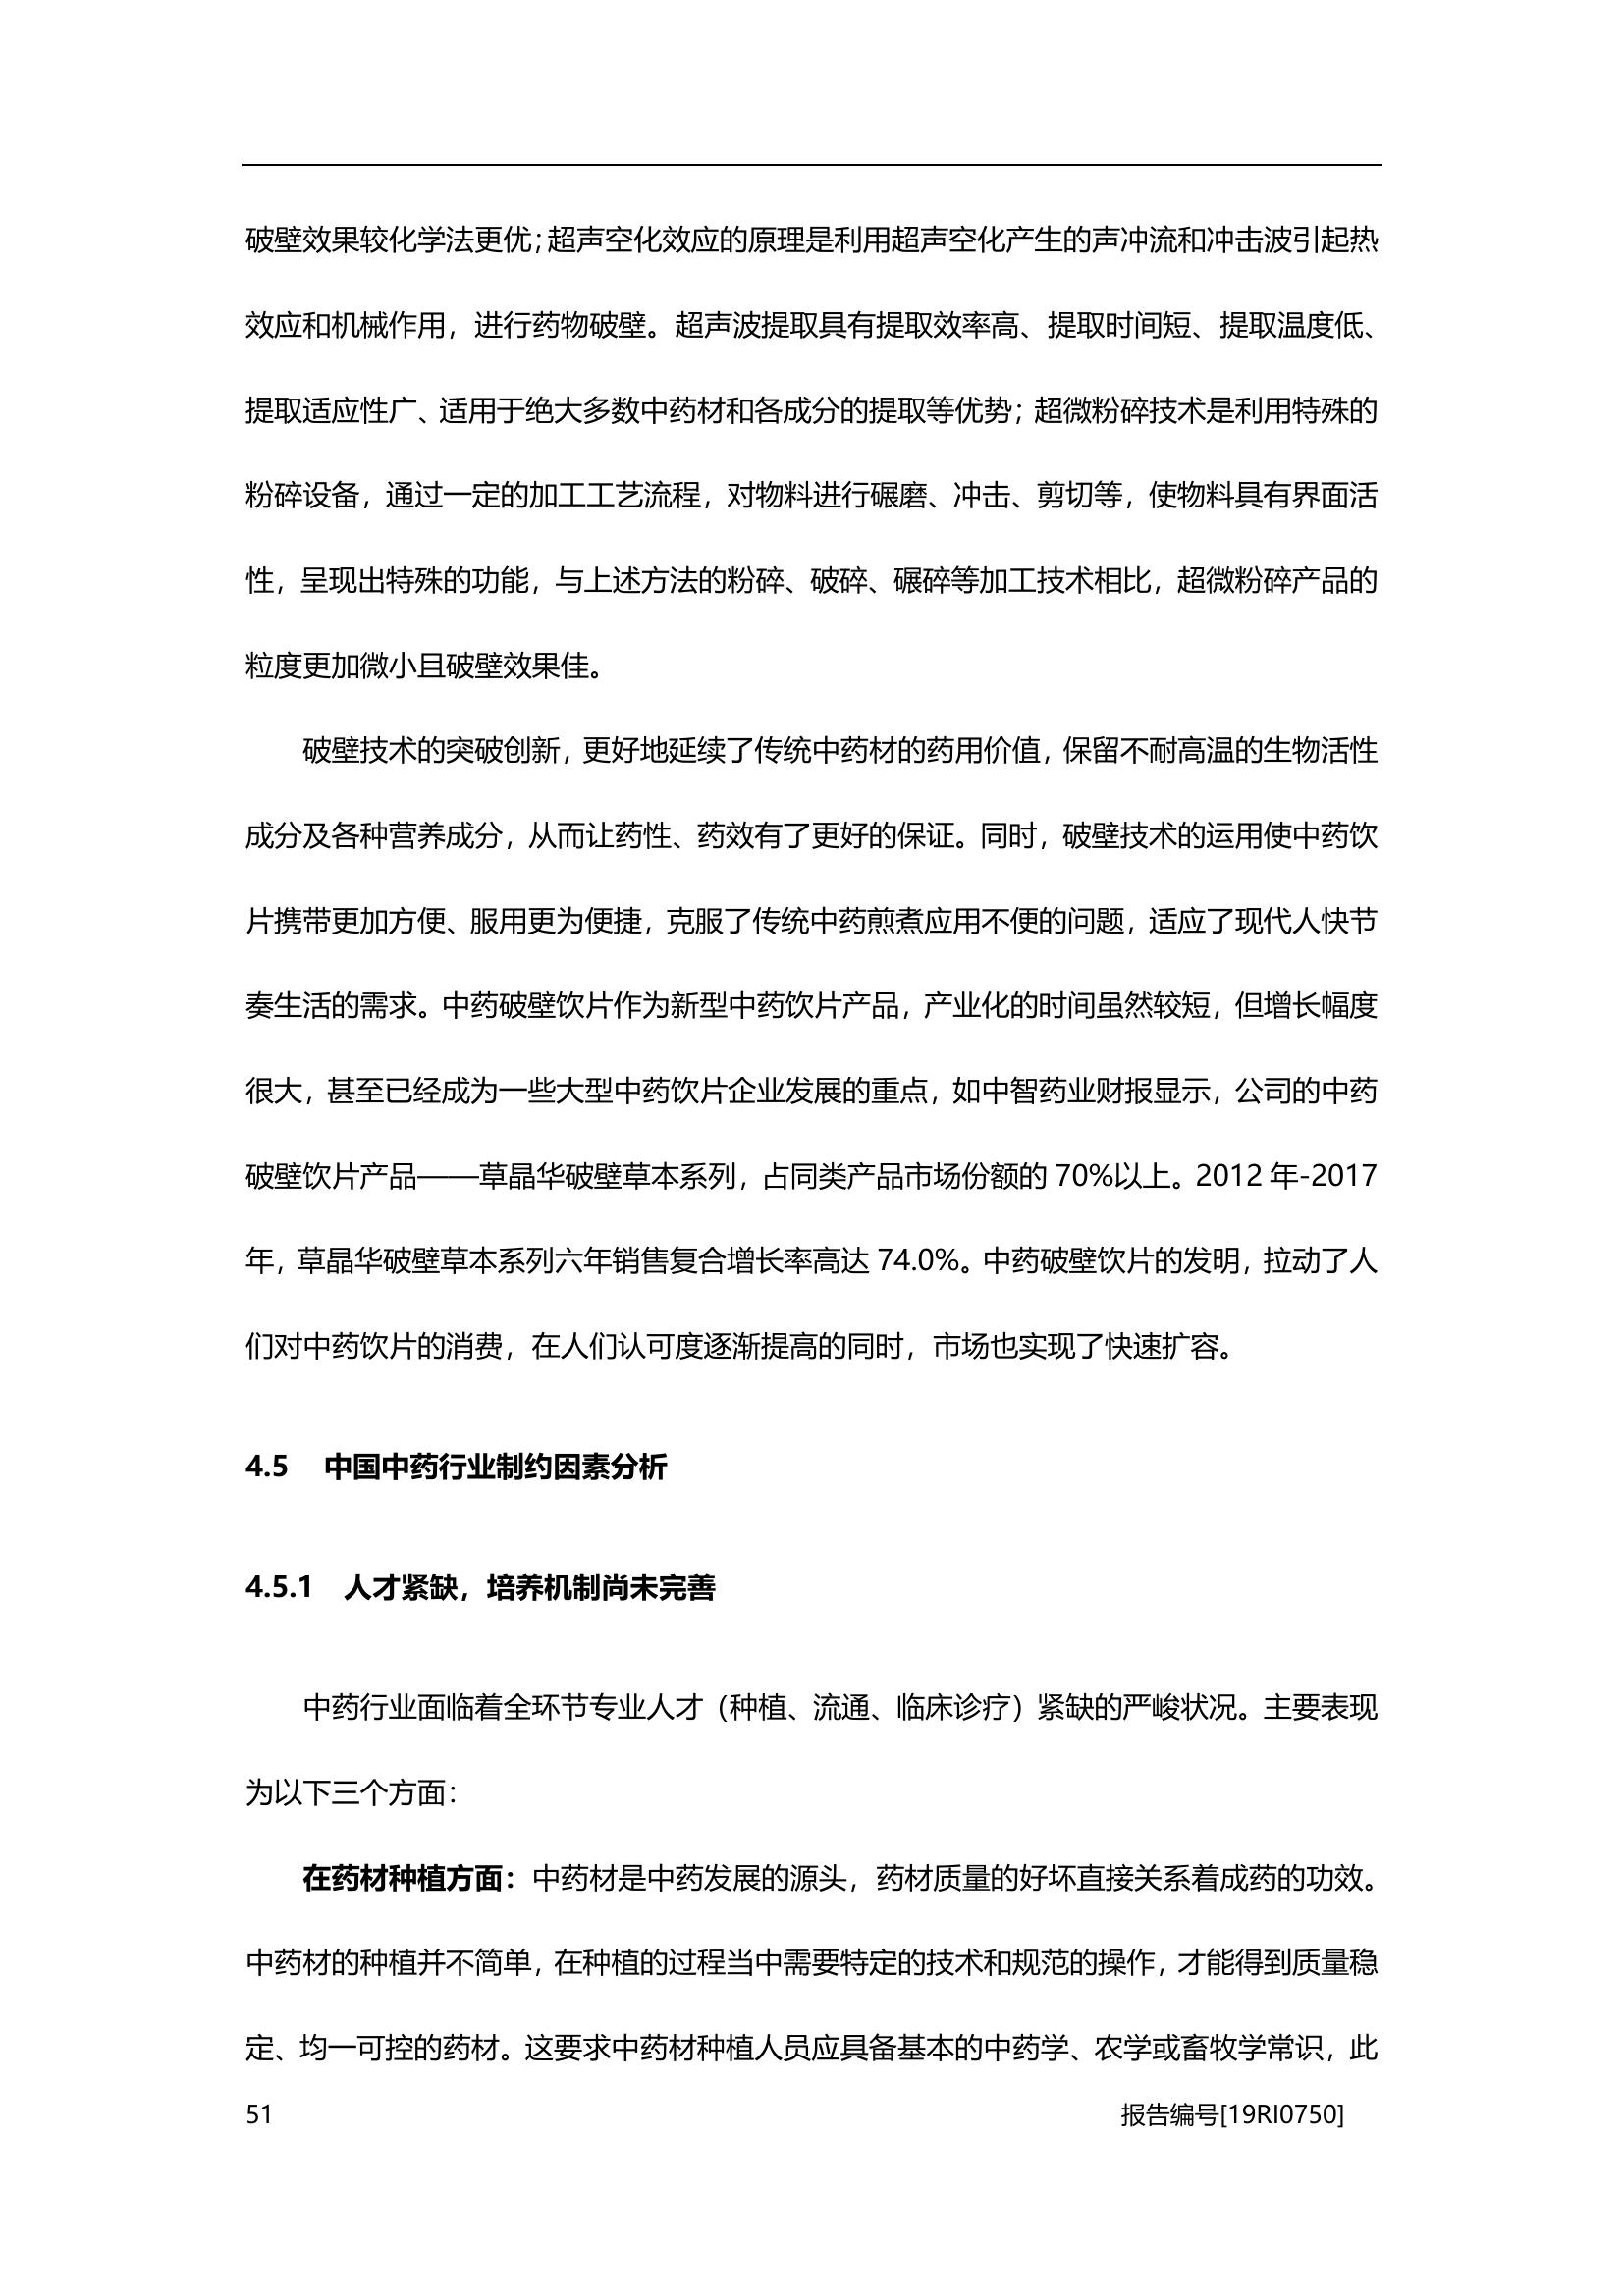 破壁效果较化学法更优；超声空化效应的原理是利用超声空化产生的声冲流和冲击波引起热
效应和机械作用，进行药物破壁。超声波提取具有提取效率高、提取时间短、提取温度低、
提取适应性广、适用于绝大多数中药材和各成分的提取等优势；超微粉碎技术是利用特殊的
粉碎设备，通过一定的加工工艺流程，对物料进行碾磨、冲击、剪切等，使物料具有界面活
性，呈现出特殊的功能，与上述方法的粉碎、破碎、碾碎等加工技术相比，超微粉碎产品的
粒度更加微小且破壁效果佳。
破壁技术的突破创新，更好地延续了传统中药材的药用价值，保留不耐高温的生物活性
成分及各种营养成分，从而让药性、药效有了更好的保证。同时，破壁技术的运用使中药饮
片携带更加方便、服用更为便捷，克服了传统中药煎煮应用不便的问题，适应了现代人快节
奏生活的需求。中药破壁饮片作为新型中药饮片产品，产业化的时间虽然较短，但增长幅度
很大，甚至已经成为一些大型中药饮片企业发展的重点，如中智药业财报显示，公司的中药
破壁饮片产品——草晶华破壁草本系列，占同类产品市场份额的 70%以上。2012 年-2017
年，草晶华破壁草本系列六年销售复合增长率高达 74.0%。中药破壁饮片的发明，拉动了人
们对中药饮片的消费，在人们认可度逐渐提高的同时，市场也实现了快速扩容。
4.5 中国中药行业制约因素分析
4.5.1 人才紧缺，培养机制尚未完善
中药行业面临着全环节专业人才（种植、流通、临床诊疗）紧缺的严峻状况。主要表现
为以下三个方面：
在药材种植方面：中药材是中药发展的源头，药材质量的好坏直接关系着成药的功效。
中药材的种植并不简单，在种植的过程当中需要特定的技术和规范的操作，才能得到质量稳
定、均一可控的药材。这要求中药材种植人员应具备基本的中药学、农学或畜牧学常识，此
51 报告编号[19RI0750]